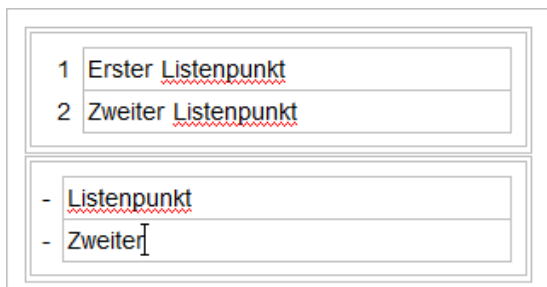 1 Erster Listenpunkt
2 Zweiter Listenpunkt
- Listenpunkt
- Zweiter